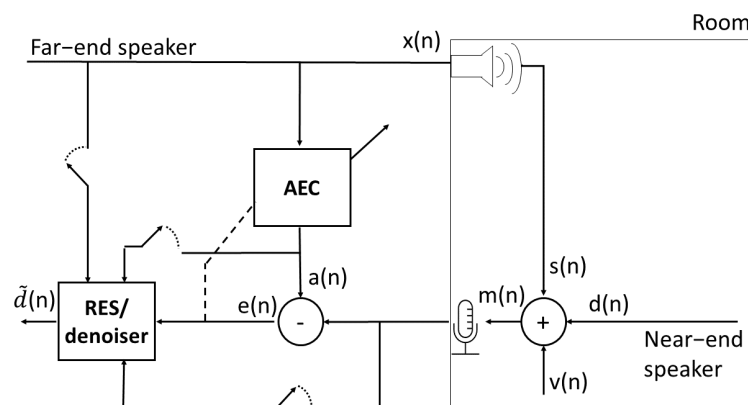 Room
Far−end speaker
x(n)
AEC
s(n)
a(n)
d̃(n)
RES/
denoiser
e(n)
-
m(n)
+
d(n)
Near−end
speaker
v(n)